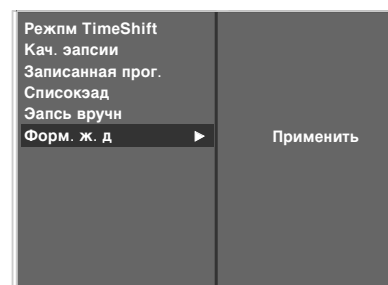 Режпм TimeShift
Кач. эапсии
Записанная прог.
Списокэад
Эапсь вручн
Форм. ж. д
Применить